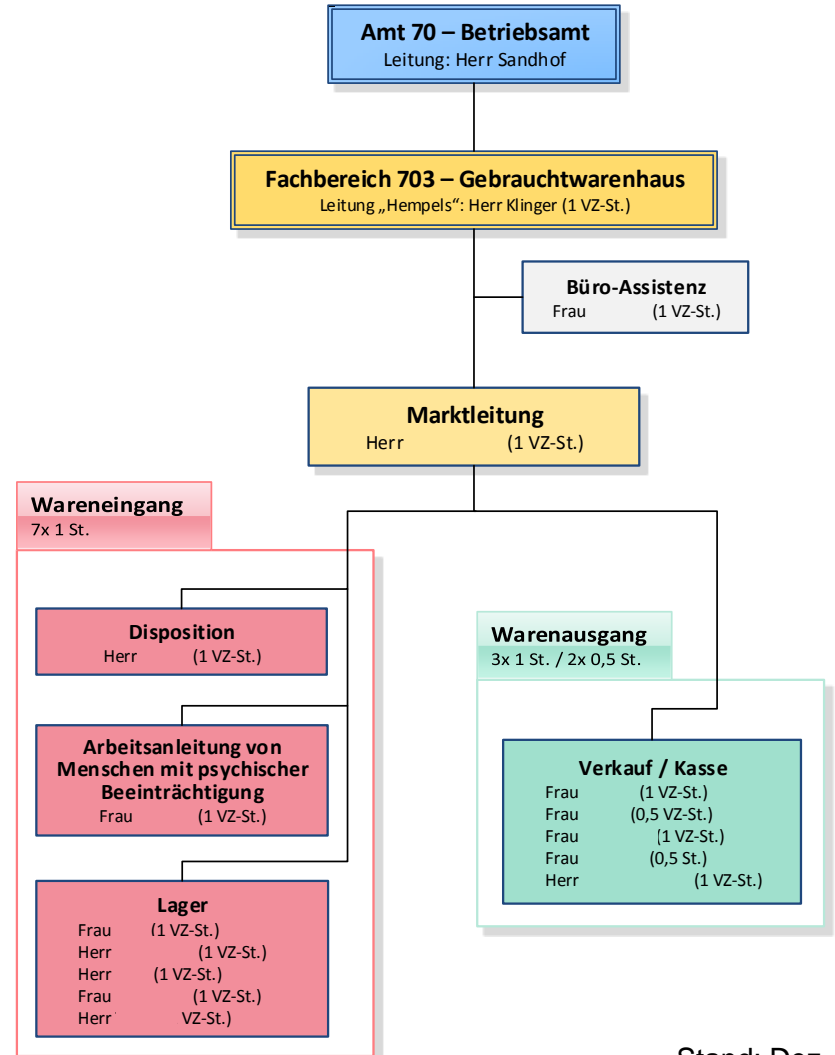 Amt 70 – Betriebsamt
Leitung: Herr Sandhof
Fachbereich 703 – Gebrauchtwarenhaus
Leitung „Hempels“: Herr Klinger (1 VZ-St.)
Büro-Assistenz
Frau (1 VZ-St.)
Marktleitung
Herr (1 VZ-St.)
Wareneingang
7x 1 St.
Disposition
Herr (1 VZ-St.)
Arbeitsanleitung von
Menschen mit psychischer
Beeinträchtigung
Frau (1 VZ-St.)
Lager
Frau (1 VZ-St.)
Herr (1 VZ-St.)
Herr (1 VZ-St.)
Frau (1 VZ-St.)
Herr VZ-St.)
Warenausgang
3x 1 St. / 2x 0,5 St.
Verkauf / Kasse
Frau (1 VZ-St.)
Frau (0,5 VZ-St.)
Frau (1 VZ-St.)
Frau (0,5 St.)
Herr (1 VZ-St.)